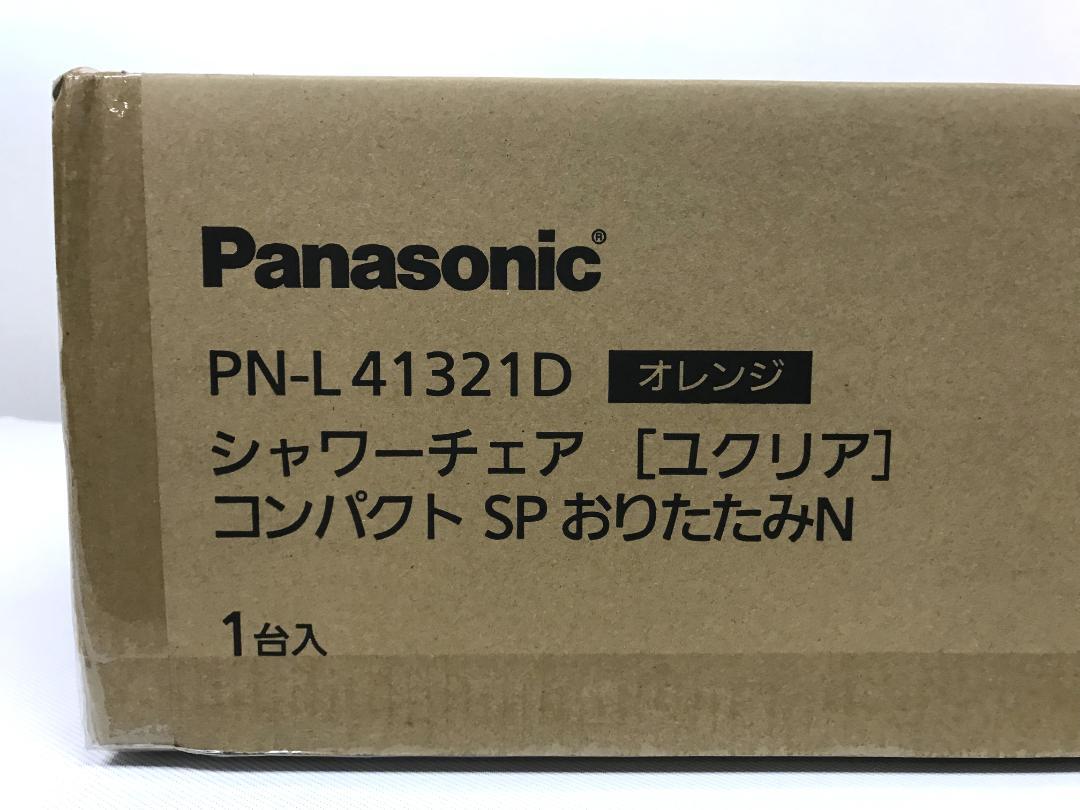 Panasonic®
PN-L41321D オレンジ
シャワーチェア [ユクリア]
コンパクト SP おりたたみN
1台入